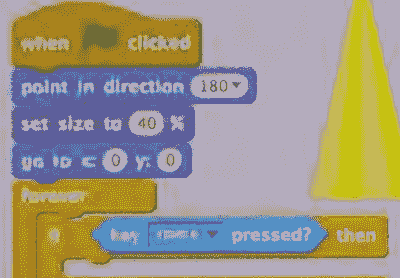 when clicked
point in direction 180
set size to 40 %
go to x: 0 y: 0
forever
if key space pressed? then